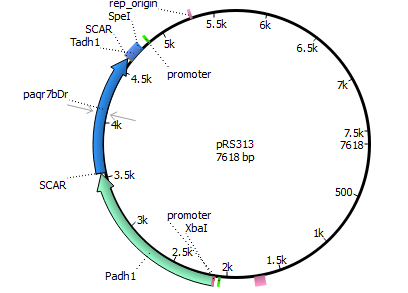 rep_origin
SpeI
SCAR
Tadh1
promoter
paqr7bDr
SCAR
Padh1
promoter
XbaI
pRS313
7618 bp
5k
5.5k
6k
6.5k
7k
7.5k
7618
500
1k
1.5k
2k
2.5k
3k
3.5k
4k
4.5k